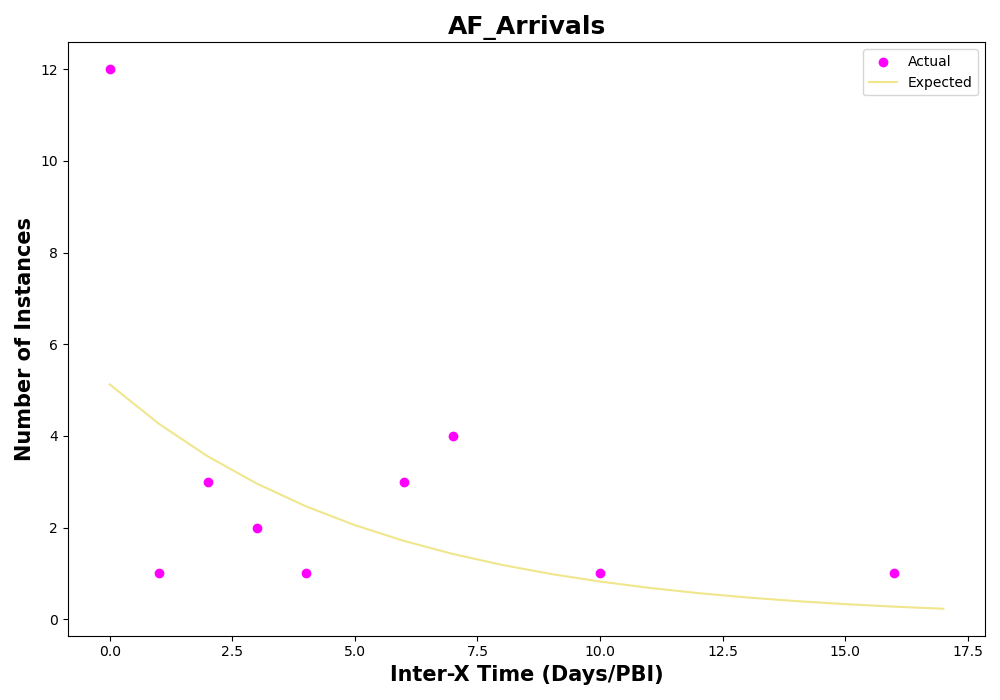 AF_Arrivals
Actual
Expected
12
10
8
6
4
2
0
Number of Instances
0.0 2.5 5.0 7.5 10.0 12.5 15.0 17.5
Inter-X Time (Days/PBI)